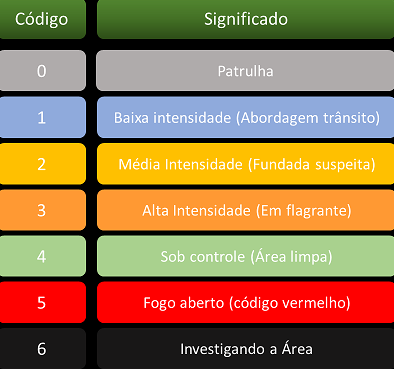 Código Significado
0 Patrulha
1 Baixa intensidade (Abordagem trânsito)
2 Média Intensidade (Fundada suspeita)
3 Alta Intensidade (Em flagrante)
4 Sob controle (Área limpa)
5 Fogo aberto (código vermelho)
6 Investigando a Área